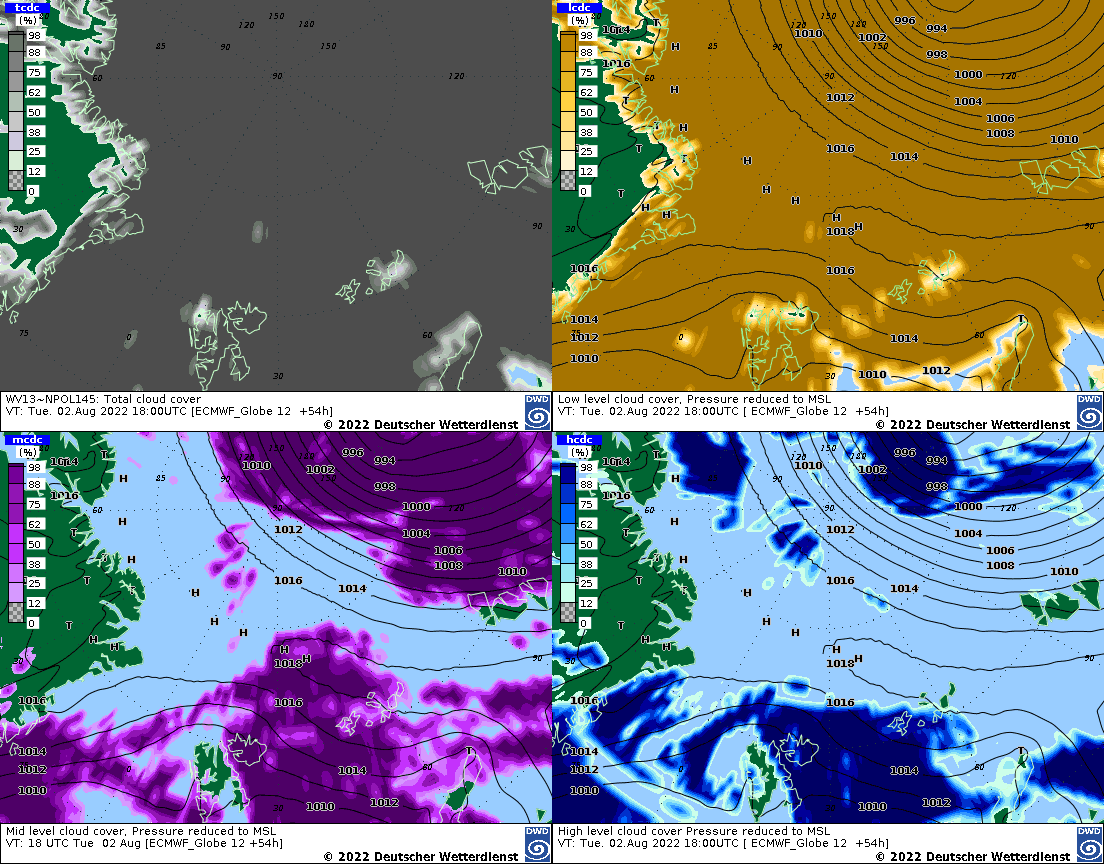 tcdc
(%)
98
88
75
62
50
38
25
12
0
60
30
75
85
90
120
150
180
150
90
120
90
60
0
30
WV13~NPOL145: Total cloud cover
VT: Tue. 02.Aug 2022 18:00UTC [ECMWF_Globe 12 +54h]
© 2022 Deutscher Wetterdienst
DWD
lcdc
(%)
98
88
75
62
50
38
25
12
0
1014
1016
T
H
60
85
120
150
180
150
1010
1002
996
994
998
1000
120
1004
1006
1008
1010
90
1012
1016
1014
H
T
H
T
H
H
H
T
H
H
H
H
H
1018
30
90
1016
1016
1014
1012
1010
75
0
1014
60
T
1012
1010
30
Low level cloud cover, Pressure reduced to MSL
VT: Tue. 02.Aug 2022 18:00UTC [ ECMWF_Globe 12 +54h]
© 2022 Deutscher Wetterdienst
DWD
mcdc
(%)
98
88
75
62
50
38
25
12
0
1014
1016
T
H
60
85
90
120
150
180
1010
1002
996
994
998
1000
120
1004
1006
1008
1010
1012
1016
1014
H
T
H
T
H
T
H
H
H
H
H
H
1018
30
90
1016
1016
1014
1012
1010
0
1014
60
T
1012
1010
30
Mid level cloud cover, Pressure reduced to MSL
VT: 18 UTC Tue 02 Aug [ECMWF_Globe 12 +54h]
© 2022 Deutscher Wetterdienst
DWD
hcdc
(%)
98
88
75
62
50
38
25
12
0
1014
1016
T
H
60
85
90
120
150
180
1010
1002
996
994
998
1000
120
1004
1006
1008
1010
1012
1016
1014
H
T
H
T
H
T
H
H
H
H
H
H
1018
30
90
1016
1016
1014
1012
1010
0
1014
60
T
1012
1010
30
High level cloud cover Pressure reduced to MSL
VT: Tue. 02.Aug 2022 18:00UTC [ ECMWF_Globe 12 +54h]
© 2022 Deutscher Wetterdienst
DWD